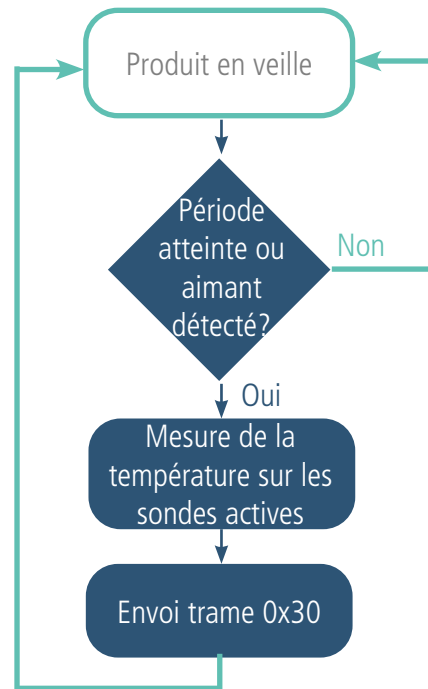 Produit en veille
Période
atteinte ou
aimant
détecté?
Non
Oui
Mesure de la
température sur les
sondes actives
Envoi trame 0x30